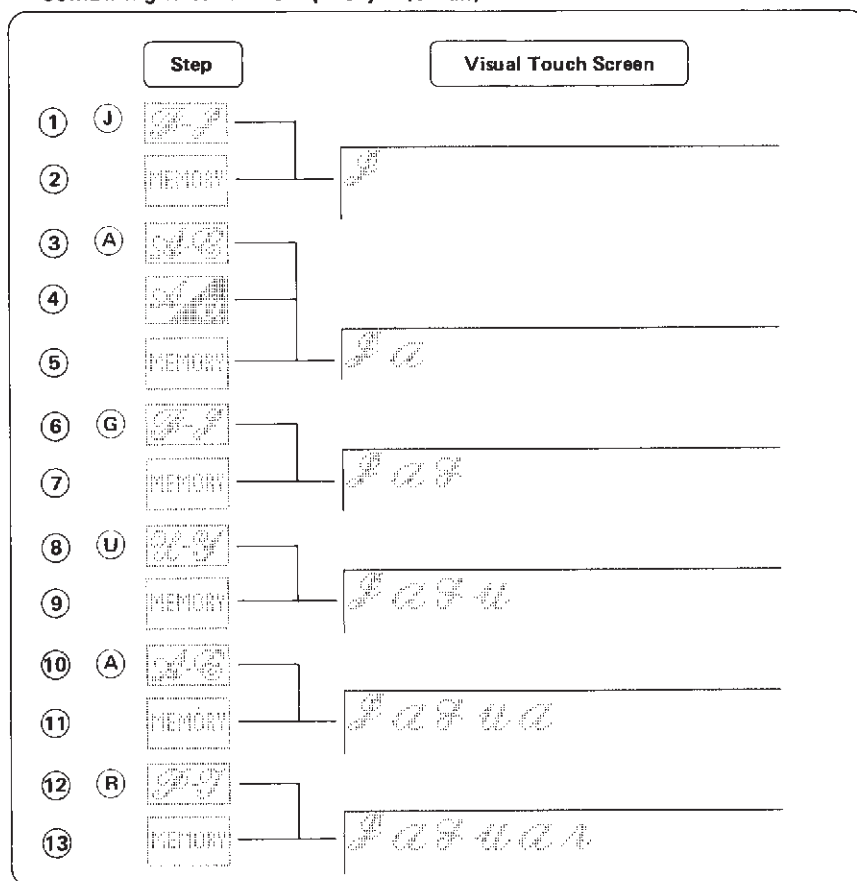 Step Visual Touch Screen
1 J F-J
2 MEMORY J
3 A A-E
4 A
5 MEMORY J a
6 G F-J
7 MEMORY J a g
8 U U-Y
9 MEMORY J a g u
10 A A-E
11 MEMORY J a g u a
12 R P-T
13 MEMORY J a g u a r